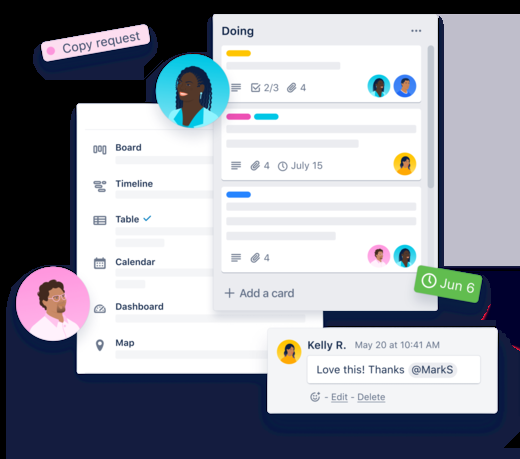 Copy request
Doing
2/3 4
4 July 15
4
+ Add a card
Board
Timeline
Table
Calendar
Dashboard
Map
Jun 6
Kelly R. May 20 at 10:41 AM
Love this! Thanks @MarkS
- Edit - Delete